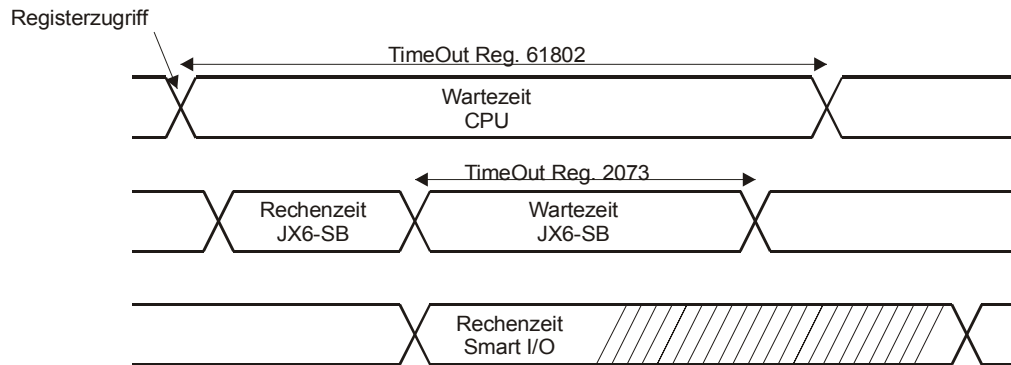 Registerzugriff
TimeOut Reg. 61802
Wartezeit
CPU
TimeOut Reg. 2073
Rechenzeit
JX6-SB
Wartezeit
JX6-SB
Rechenzeit
Smart I/O